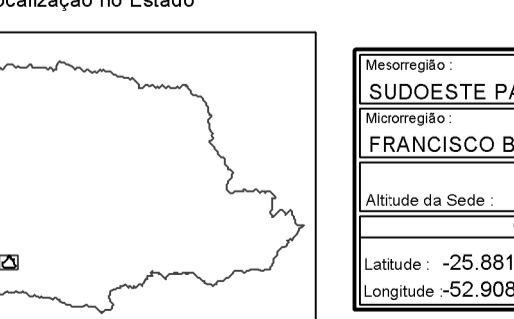 ocalização no Estado
Mesorregião :
SUDOESTE PA
Microrregião :
FRANCISCO B
Altitude da Sede :
Latitude : -25.881
Longitude :-52.908